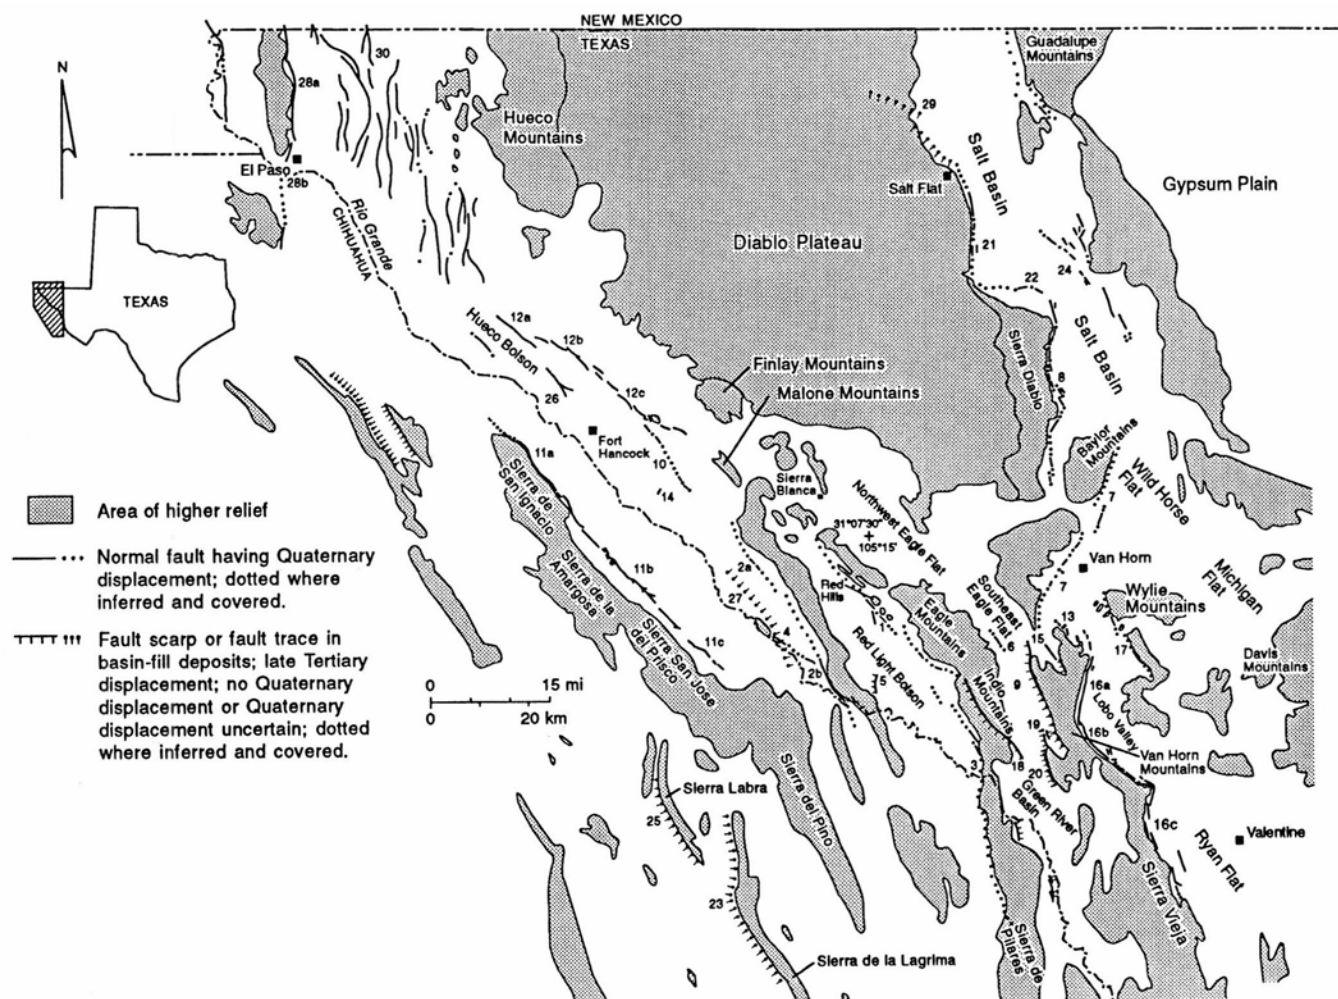 NEW MEXICO
TEXAS
N
30
28a
El Paso
28b
Rio Grande
CHIHUAHUA
Hueco
Mountains
Guadalupe
Mountains
29
Salt Flat
Salt Basin
Gypsum Plain
Diablo Plateau
21
22
24
TEXAS
Hueco Bolson
12a
12b
12c
26
Fort
Hancock
10
14
Finlay Mountains
Malone Mountains
Sierra Diablo
8
Salt Basin
Baylor
Mountains
7
Wild Horse
Flat
11a
Sierra de
San Ignacio
Sierra
Blanca
Northwest Eagle Flat
31°07'30"
105°15'
Van Horn
7
Michigan
Flat
Area of higher relief
Normal fault having Quaternary
displacement; dotted where
inferred and covered.
Fault scarp or fault trace in
basin-fill deposits; late Tertiary
displacement; no Quaternary
displacement or Quaternary
displacement uncertain; dotted
where inferred and covered.
Sierra de la
Amargosa
11b
2a
27
Red
Hills
Eagle
Mountains
Southeast
Eagle Flat
6
15
13
Wylie
Mountains
17
Davis
Mountains
Sierra San Jose
del Prisco
11c
4
2b
5
Red Light Bolson
Indio
Mountains
9
19
16a
Lobo Valley
16b
Van Horn
Mountains
0 15 mi
0 20 km
3
18
20
Green River
Basin
16c
Ryan Flat
Valentine
Sierra Labra
25
Sierra del Pino
23
Sierra de la Lagrima
Sierra de
Pilares
Sierra Vieja